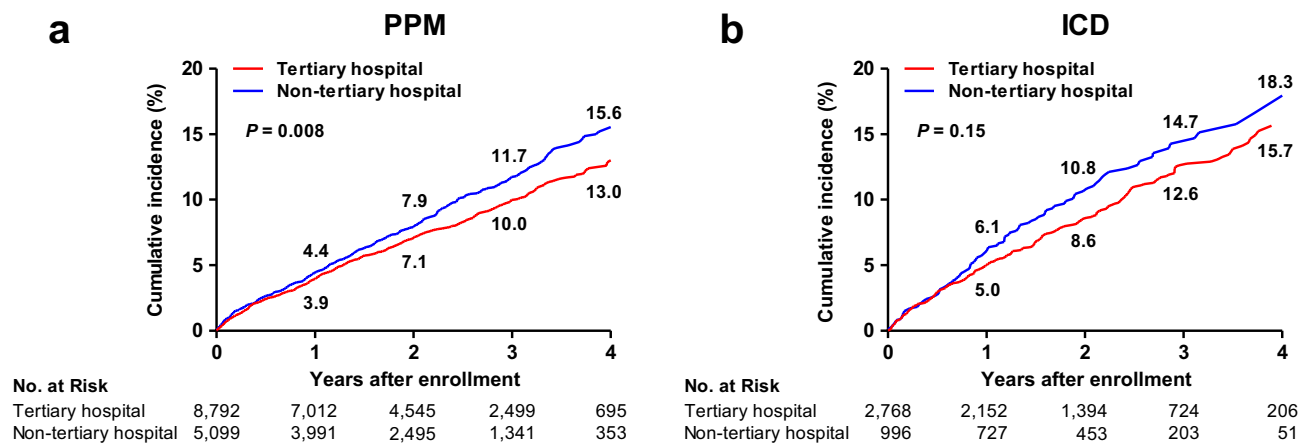 a
PPM
Cumulative incidence (%)
20
15
10
5
0
Tertiary hospital
Non-tertiary hospital
P = 0.008
4.4
7.9
11.7
15.6
3.9
7.1
10.0
13.0
0 1 2 3 4
Years after enrollment
No. at Risk
Tertiary hospital 8,792 7,012 4,545 2,499 695
Non-tertiary hospital 5,099 3,991 2,495 1,341 353
b
ICD
Cumulative incidence (%)
20
15
10
5
0
Tertiary hospital
Non-tertiary hospital
P = 0.15
6.1
10.8
14.7
18.3
5.0
8.6
12.6
15.7
0 1 2 3 4
Years after enrollment
No. at Risk
Tertiary hospital 2,768 2,152 1,394 724 206
Non-tertiary hospital 996 727 453 203 51